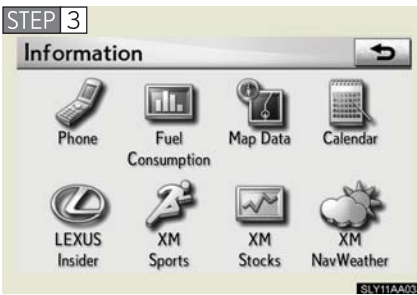 STEP 3
Information
Phone Fuel Consumption Map Data Calendar
LEXUS Insider XM Sports XM Stocks XM NavWeather
SLY11AA03